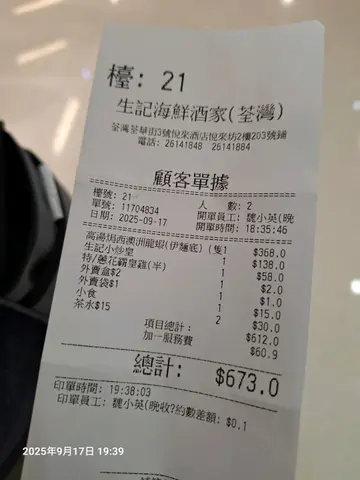 檯: 21
生記海鮮酒家(荃灣)
荃灣荃華街3號悅來酒店悅來坊2樓203號鋪
電話: 26141848 26141884
顧客單據
檯號: 21 人 數: 2
單號: 11704834 開單員工: 魏小英(晚
日期: 2025-09-17 開單時間: 18:35:46
高湯焗西澳洲龍蝦(伊麵底) (隻1 $368.0
生記小炒皇 1 $138.0
特/蔥花霸皇雞(半) 1 $58.0
外賣盒$2 1 $2.0
外賣袋$1 1 $1.0
小食 1 $15.0
茶水$15 2 $30.0
項目總計: $612.0
加一服務費 $60.9
總計: $673.0
印單時間: 19:38:03
印單員工: 魏小英(晚收?約數差額: $0.1
2025年9月17日 19:39